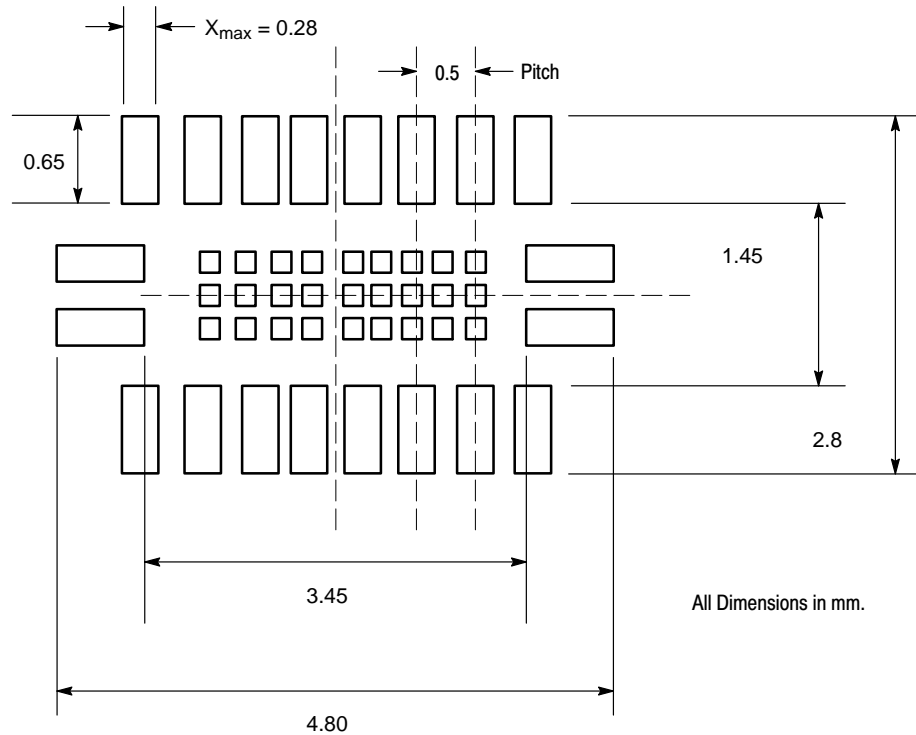 Xmax = 0.28
0.5
Pitch
0.65
1.45
2.8
3.45
All Dimensions in mm.
4.80